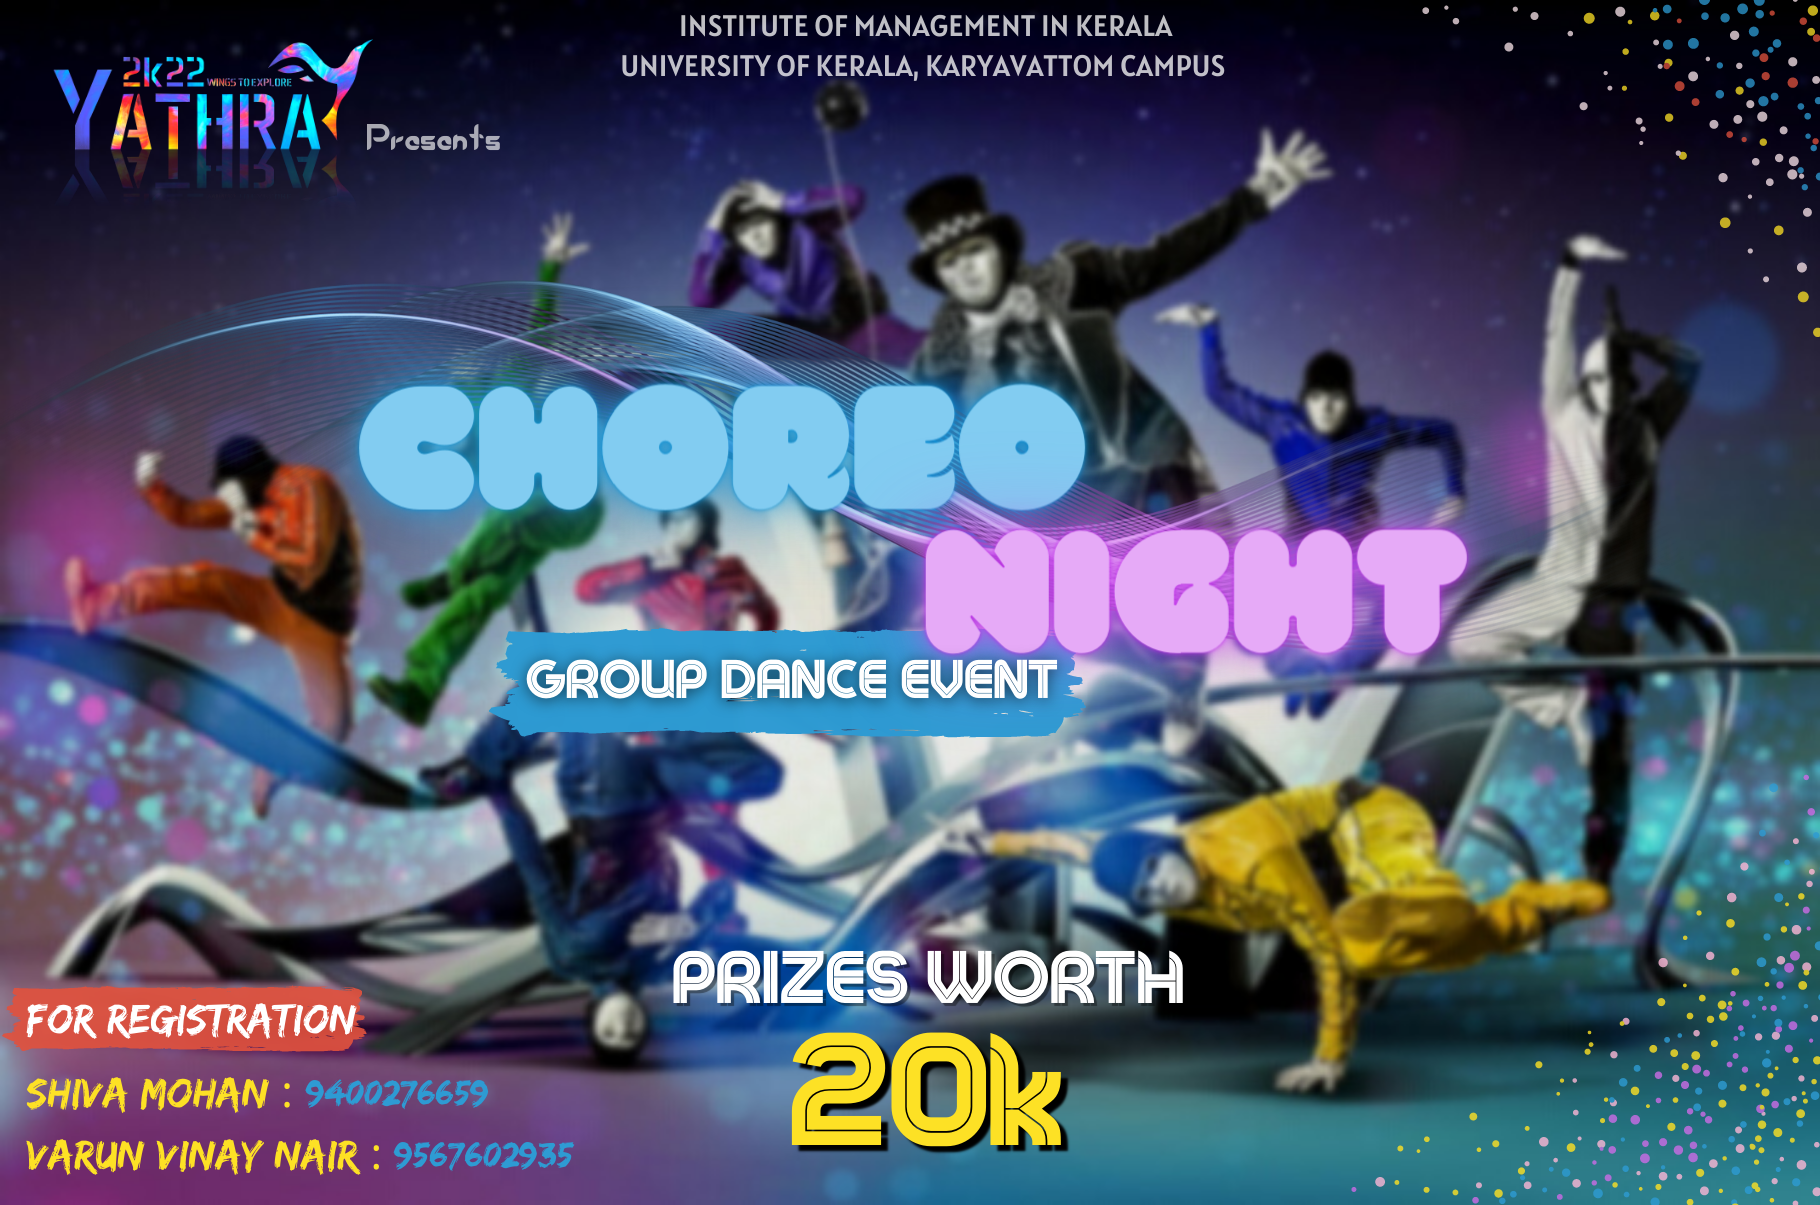 INSTITUTE OF MANAGEMENT IN KERALA
UNIVERSITY OF KERALA, KARYAVATTOM CAMPUS
2K22 WINGS TO EXPLORE
YATHRA
Presents
CHOREO
NIGHT
GROUP DANCE EVENT
PRIZES WORTH
20k
FOR REGISTRATION
SHIVA MOHAN : 9400276659
VARUN VINAY NAIR : 9567602935